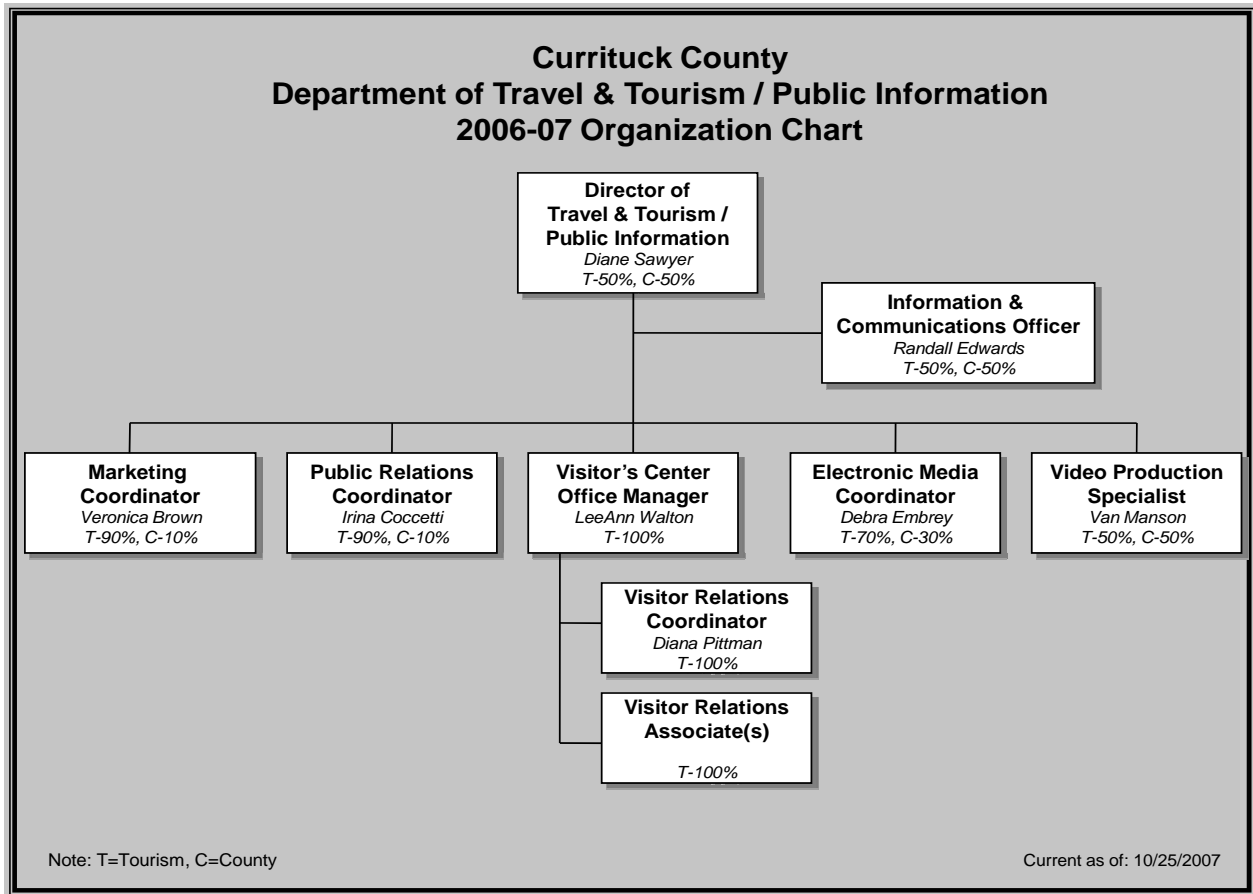 Currituck County
Department of Travel & Tourism / Public Information
2006-07 Organization Chart
Director of
Travel & Tourism /
Public Information
Diane Sawyer
T-50%, C-50%
Information &
Communications Officer
Randall Edwards
T-50%, C-50%
Marketing
Coordinator
Veronica Brown
T-90%, C-10%
Public Relations
Coordinator
Irina Coccetti
T-90%, C-10%
Visitor's Center
Office Manager
LeeAnn Walton
T-100%
Electronic Media
Coordinator
Debra Embrey
T-70%, C-30%
Video Production
Specialist
Van Manson
T-50%, C-50%
Visitor Relations
Coordinator
Diana Pittman
T-100%
Visitor Relations
Associate(s)
T-100%
Note: T=Tourism, C=County
Current as of: 10/25/2007